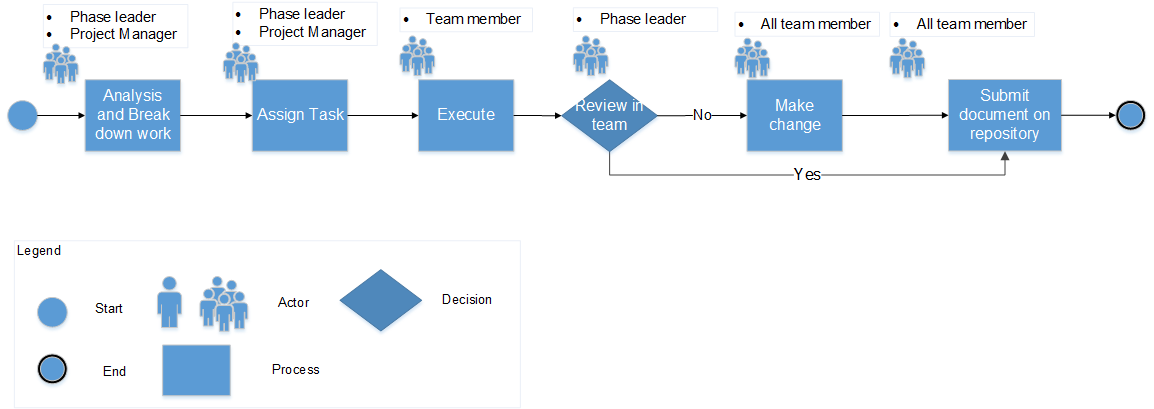 • Phase leader
• Project Manager
• Phase leader
• Project Manager
• Team member
• Phase leader
• All team member
• All team member
Analysis
and Break
down work
Assign Task
Execute
Review in
team
No
Make
change
Submit
document on
repository
Yes
Legend
Start
Actor
Decision
End
Process